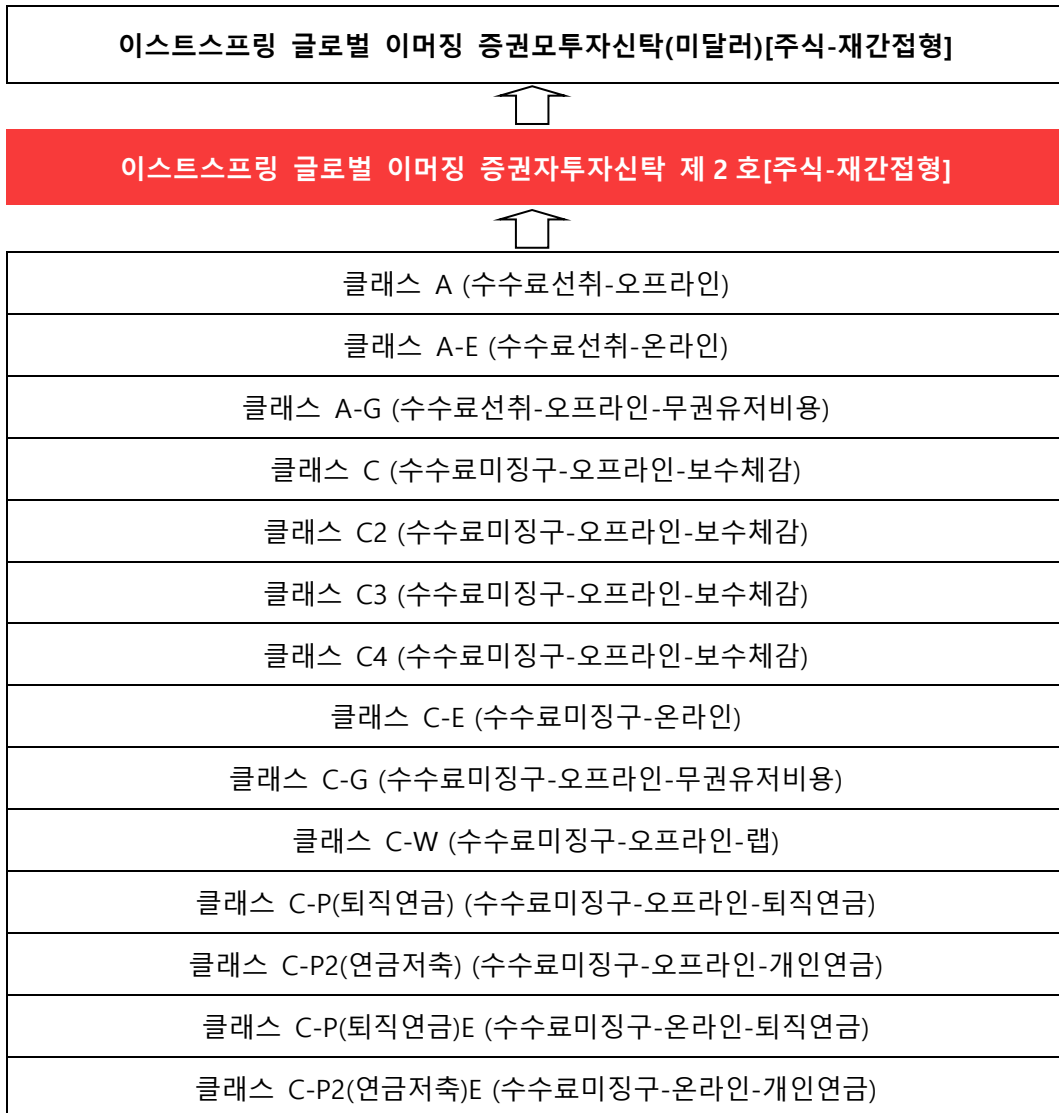 이스트스프링 글로벌 이머징 증권모투자신탁(미달러)[주식-재간접형]
이스트스프링 글로벌 이머징 증권자투자신탁 제 2 호[주식-재간접형]
클래스 A (수수료선취-오프라인)
클래스 A-E (수수료선취-온라인)
클래스 A-G (수수료선취-오프라인-무권유저비용)
클래스 C (수수료미징구-오프라인-보수체감)
클래스 C2 (수수료미징구-오프라인-보수체감)
클래스 C3 (수수료미징구-오프라인-보수체감)
클래스 C4 (수수료미징구-오프라인-보수체감)
클래스 C-E (수수료미징구-온라인)
클래스 C-G (수수료미징구-오프라인-무권유저비용)
클래스 C-W (수수료미징구-오프라인-랩)
클래스 C-P(퇴직연금) (수수료미징구-오프라인-퇴직연금)
클래스 C-P2(연금저축) (수수료미징구-오프라인-개인연금)
클래스 C-P(퇴직연금)E (수수료미징구-온라인-퇴직연금)
클래스 C-P2(연금저축)E (수수료미징구-온라인-개인연금)